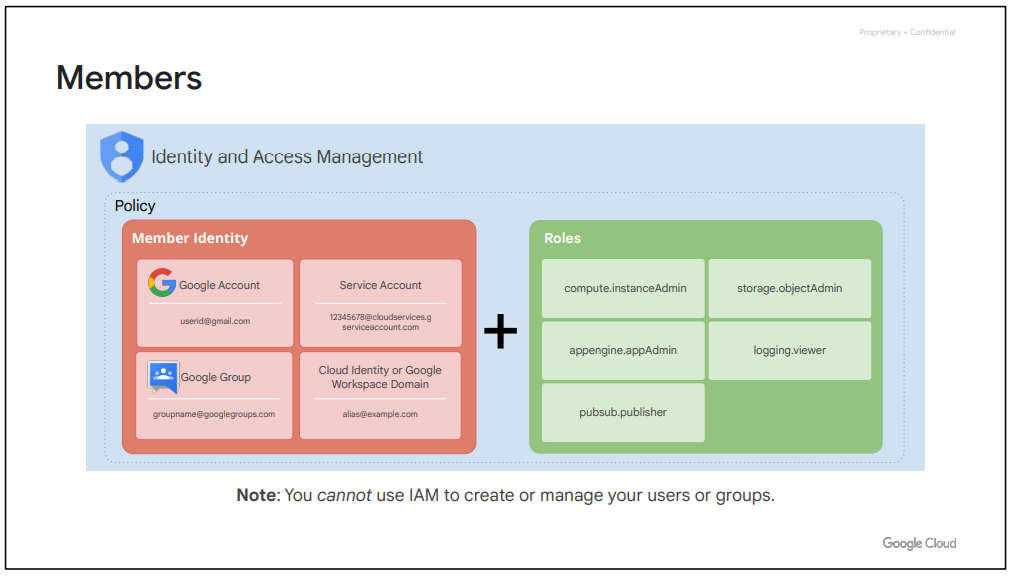 Proprietary + Confidential
Members
Identity and Access Management
Policy
Member Identity
Google Account
userid@gmail.com
Service Account
12345678@cloudservices.g
serviceaccount.com
Google Group
groupname@googlegroups.com
Cloud Identity or Google
Workspace Domain
alias@example.com
+
Roles
compute.instanceAdmin
storage.objectAdmin
appengine.appAdmin
logging.viewer
pubsub.publisher
Note: You cannot use IAM to create or manage your users or groups.
Google Cloud